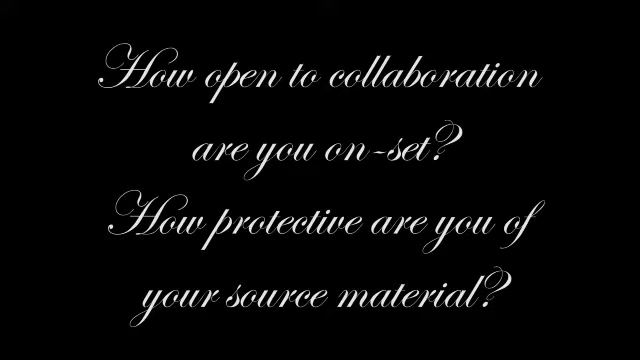 How open to collaboration
are you on-set?
How protective are you of
your source material?